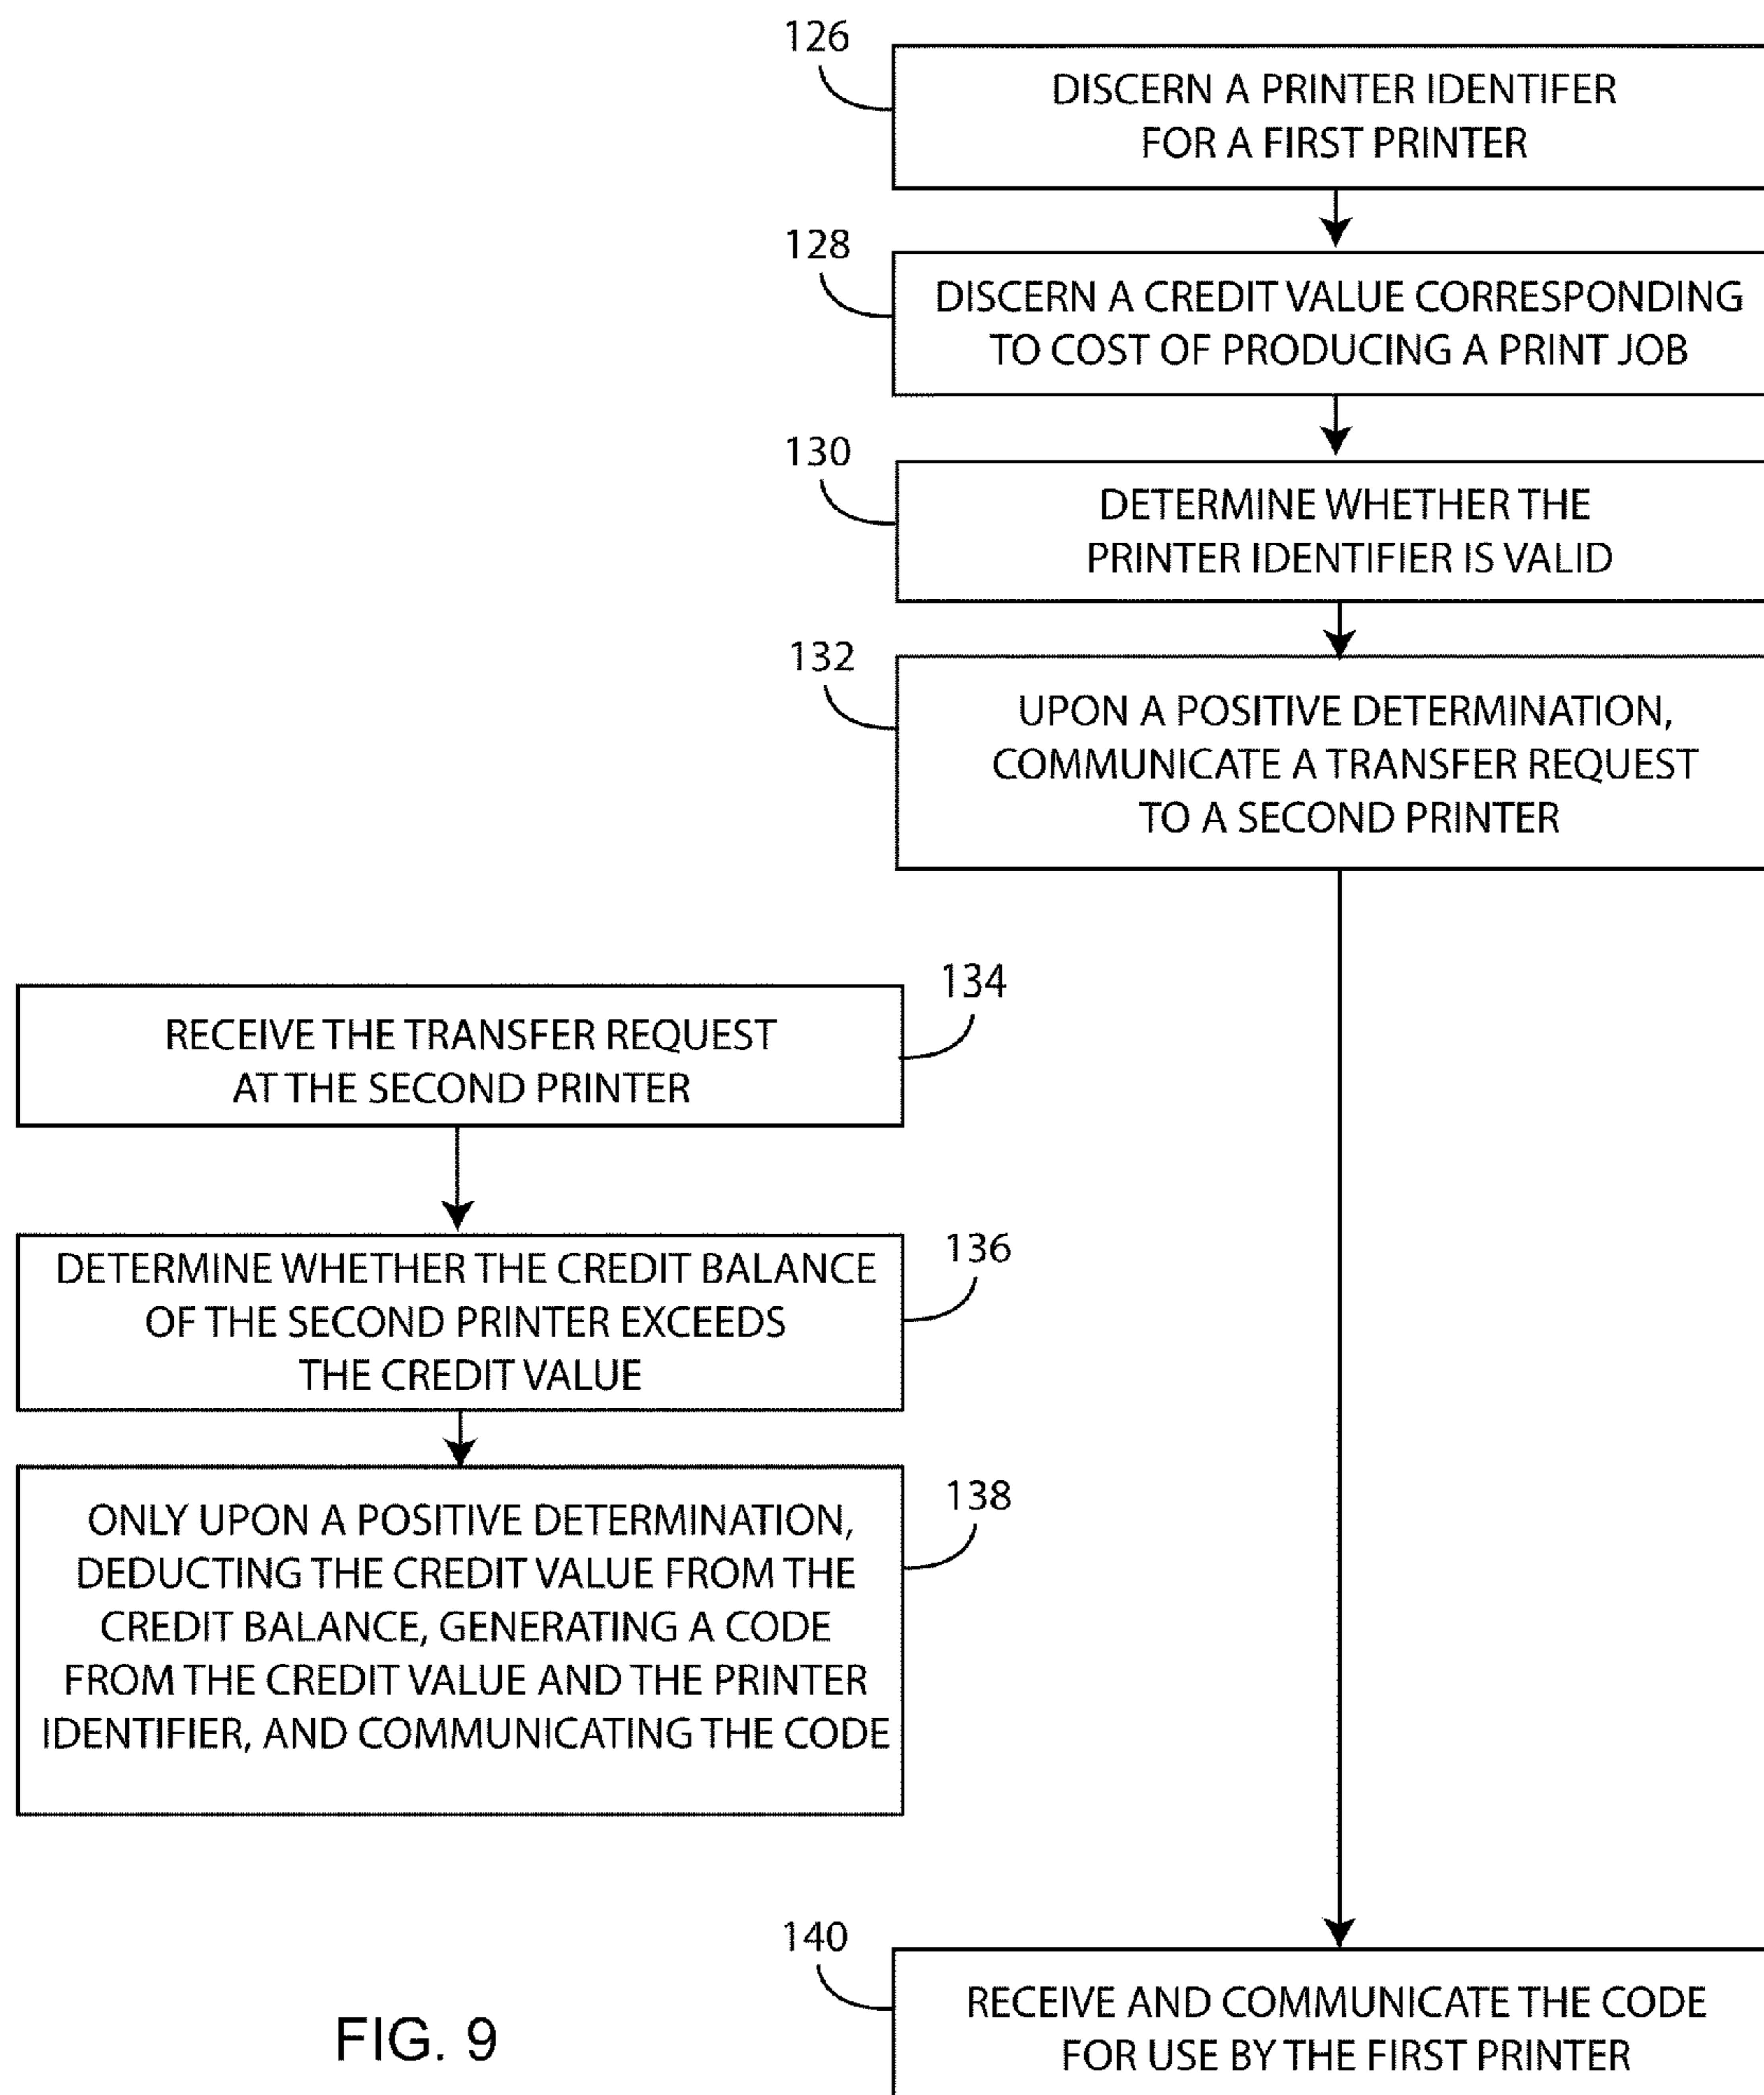 126
DISCERN A PRINTER IDENTIFER
FOR A FIRST PRINTER
128
DISCERN A CREDIT VALUE CORRESPONDING
TO COST OF PRODUCING A PRINT JOB
130
DETERMINE WHETHER THE
PRINTER IDENTIFIER IS VALID
132
UPON A POSITIVE DETERMINATION,
COMMUNICATE A TRANSFER REQUEST
TO A SECOND PRINTER
134
RECEIVE THE TRANSFER REQUEST
AT THE SECOND PRINTER
136
DETERMINE WHETHER THE CREDIT BALANCE
OF THE SECOND PRINTER EXCEEDS
THE CREDIT VALUE
138
ONLY UPON A POSITIVE DETERMINATION,
DEDUCTING THE CREDIT VALUE FROM THE
CREDIT BALANCE, GENERATING A CODE
FROM THE CREDIT VALUE AND THE PRINTER
IDENTIFIER, AND COMMUNICATING THE CODE
140
RECEIVE AND COMMUNICATE THE CODE
FOR USE BY THE FIRST PRINTER
FIG. 9